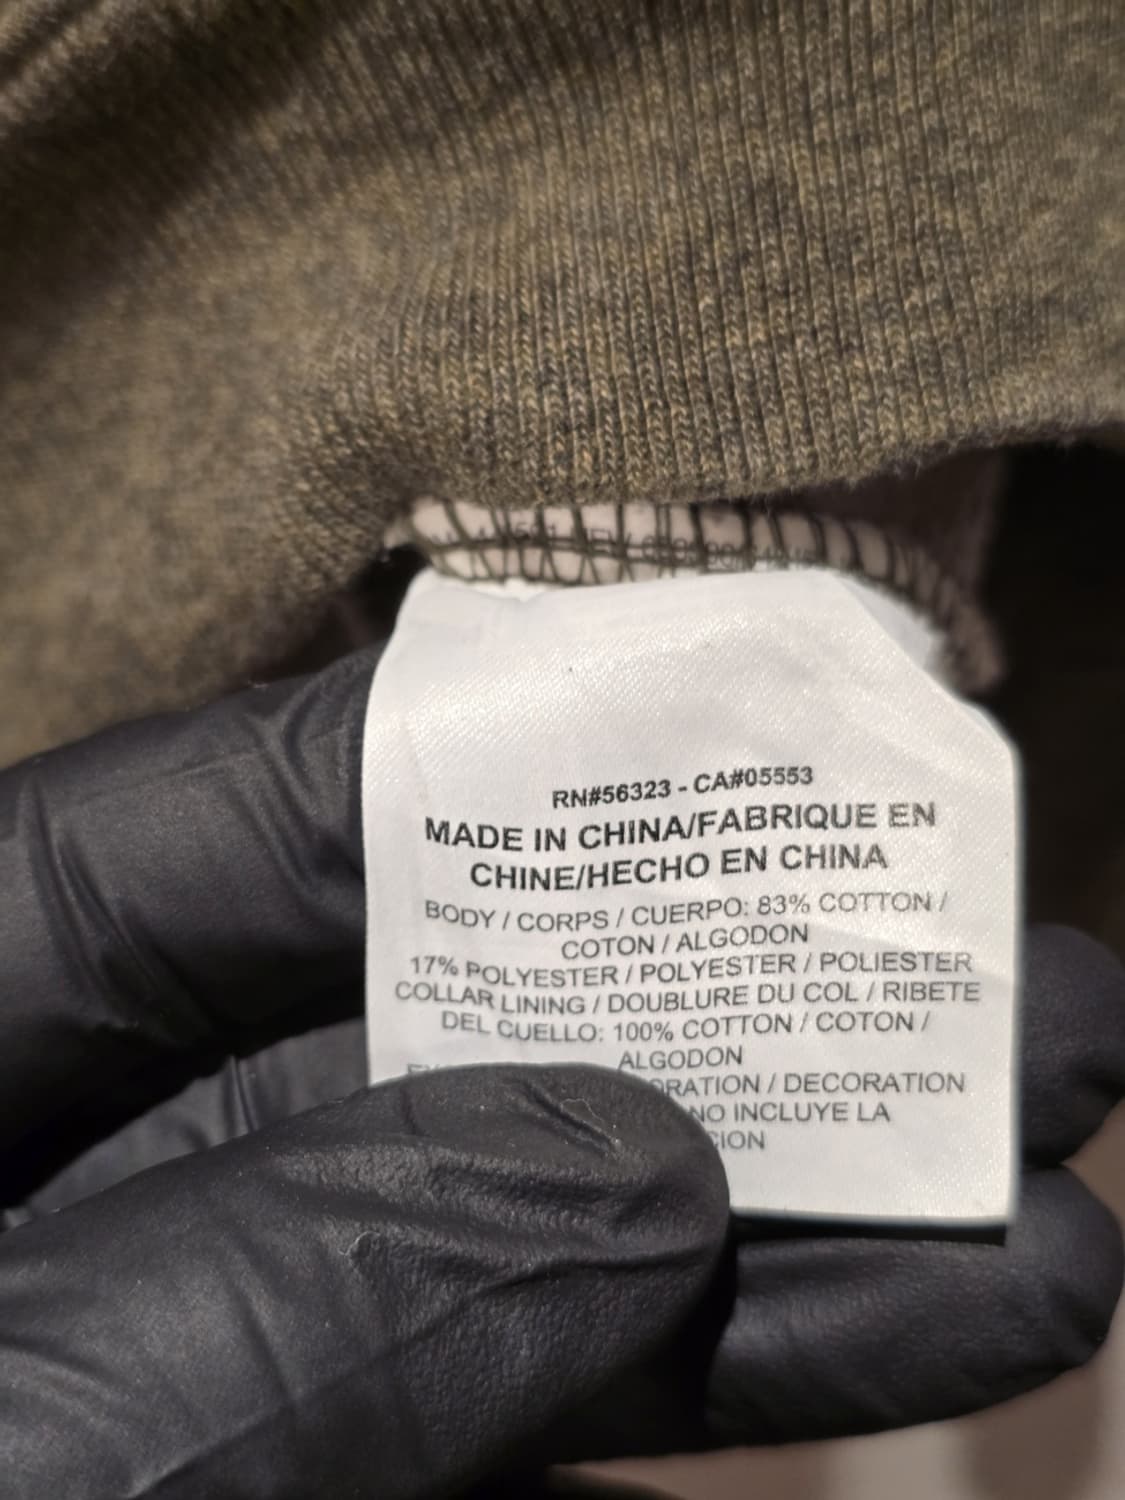 RN#56323 - CA#05553
MADE IN CHINA/FABRIQUE EN
CHINE/HECHO EN CHINA
BODY / CORPS / CUERPO: 83% COTTON /
COTON / ALGODON
17% POLYESTER / POLYESTER / POLIESTER
COLLAR LINING / DOUBLURE DU COL / RIBETE
DEL CUELLO: 100% COTTON / COTON /
ALGODON
/ DECORATION
NO INCLUYE LA